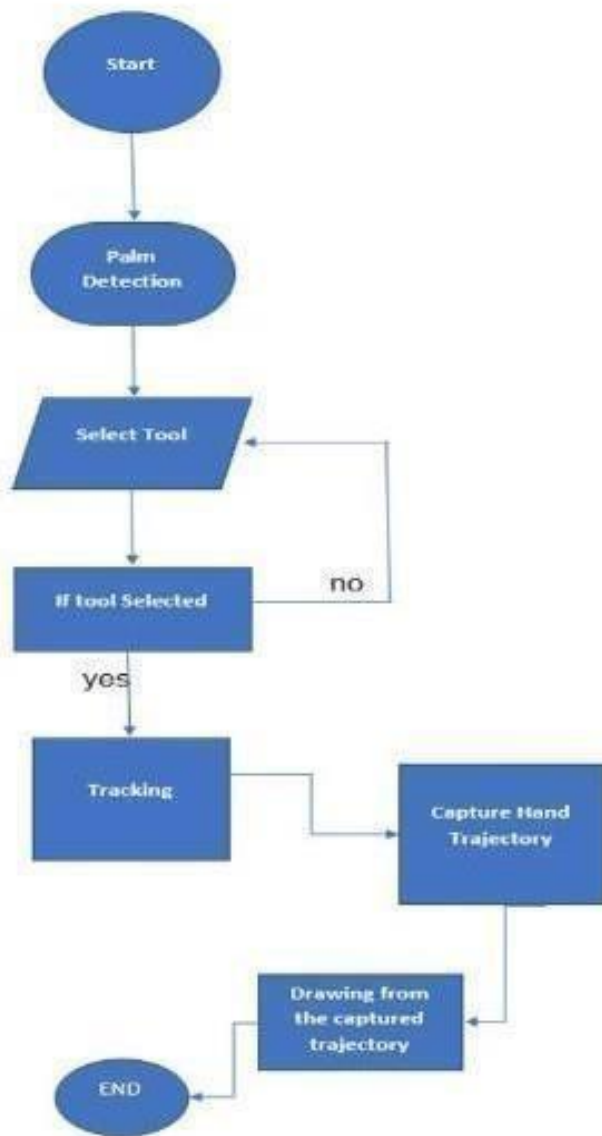 Start
Palm
Detection
Select Tool
If tool Selected
no
yes
Tracking
Capture Hand
Trajectory
Drawing from
the captured
trajectory
END